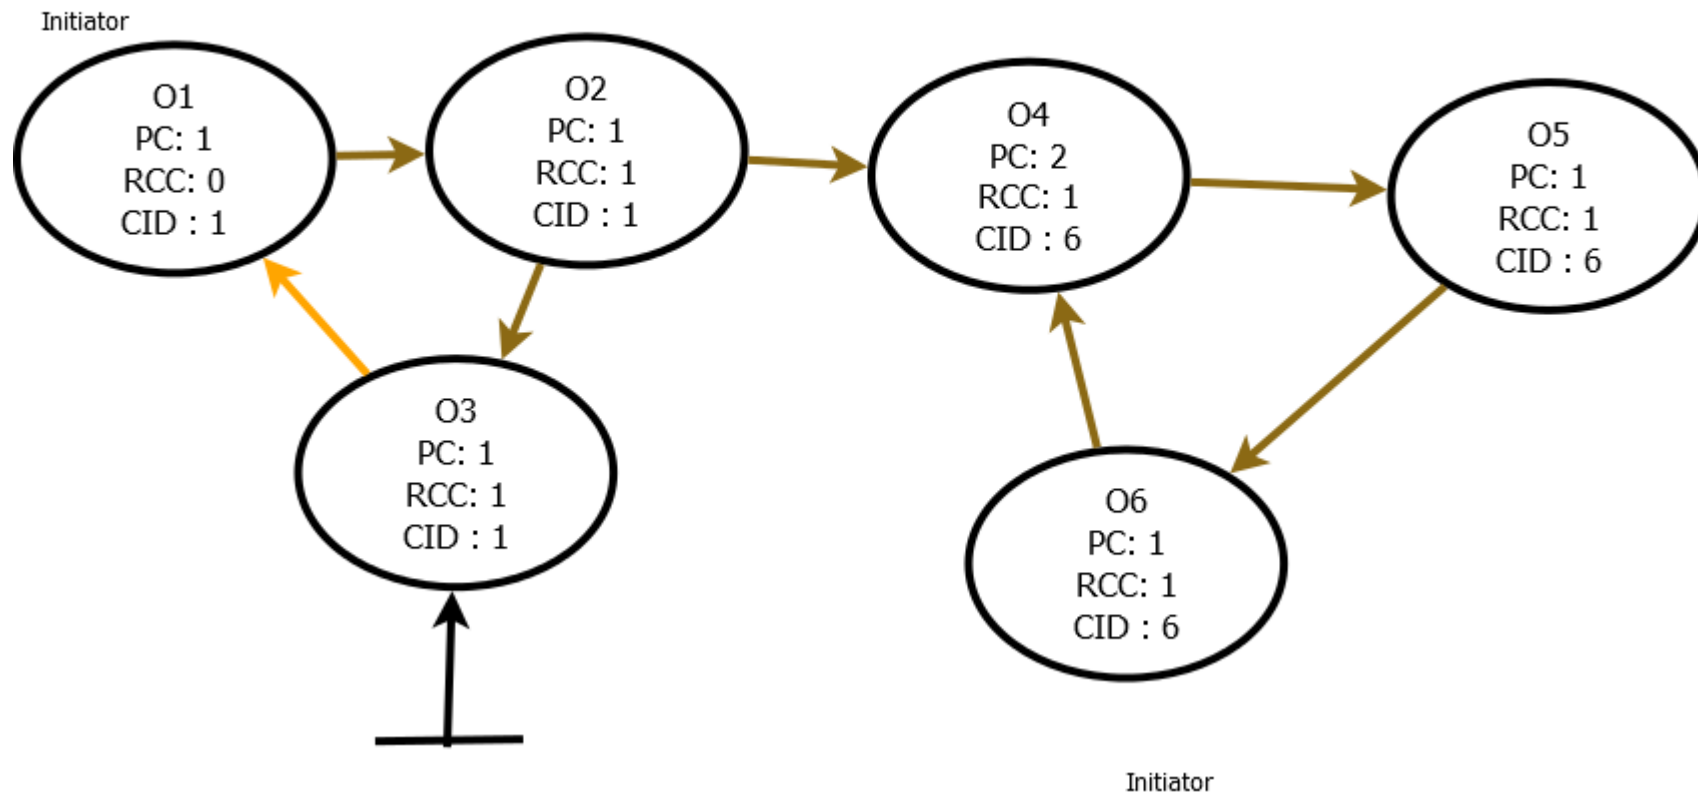 Initiator
O1
PC: 1
RCC: 0
CID : 1
O2
PC: 1
RCC: 1
CID : 1
O4
PC: 2
RCC: 1
CID : 6
O5
PC: 1
RCC: 1
CID : 6
O3
PC: 1
RCC: 1
CID : 1
O6
PC: 1
RCC: 1
CID : 6
Initiator